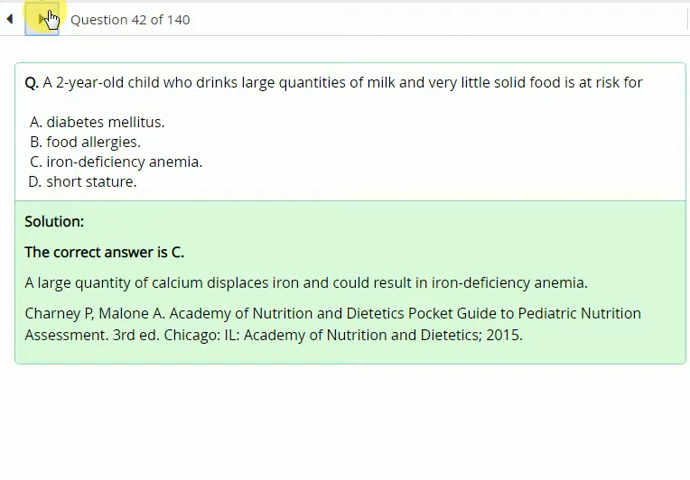 Question 42 of 140
Q. A 2-year-old child who drinks large quantities of milk and very little solid food is at risk for
A. diabetes mellitus.
B. food allergies.
C. iron-deficiency anemia.
D. short stature.
Solution:
The correct answer is C.
A large quantity of calcium displaces iron and could result in iron-deficiency anemia.
Charney P, Malone A. Academy of Nutrition and Dietetics Pocket Guide to Pediatric Nutrition
Assessment. 3rd ed. Chicago: IL: Academy of Nutrition and Dietetics; 2015.